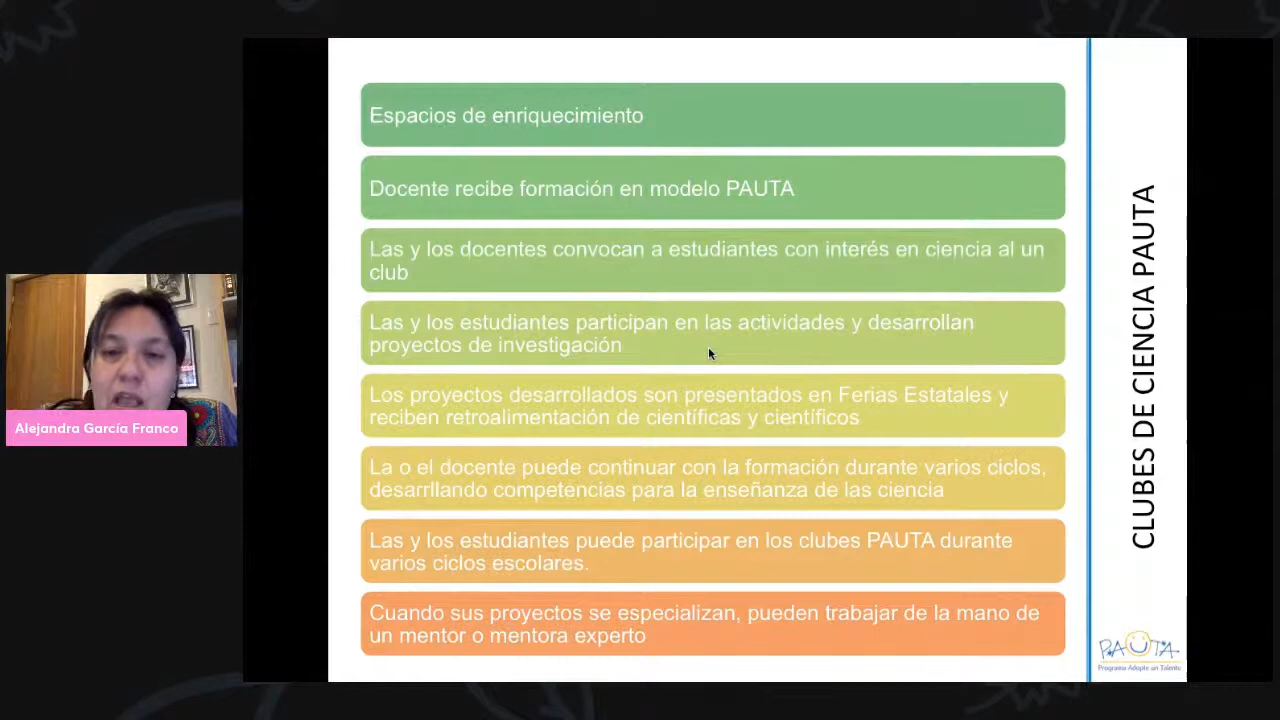 Espacios de enriquecimiento
Docente recibe formación en modelo PAUTA
Las y los docentes convocan a estudiantes con interés en ciencia al un
club
Las y los estudiantes participan en las actividades y desarrollan
proyectos de investigación
Los proyectos desarrollados son presentados en Ferias Estatales y
reciben retroalimentación de científicas y científicos
La o el docente puede continuar con la formación durante varios ciclos,
desarrllando competencias para la enseñanza de las ciencia
Las y los estudiantes puede participar en los clubes PAUTA durante
varios ciclos escolares.
Cuando sus proyectos se especializan, pueden trabajar de la mano de
un mentor o mentora experto
CLUBES DE CIENCIA PAUTA
PAUTA
Programa Adopte un Talento
Alejandra García Franco